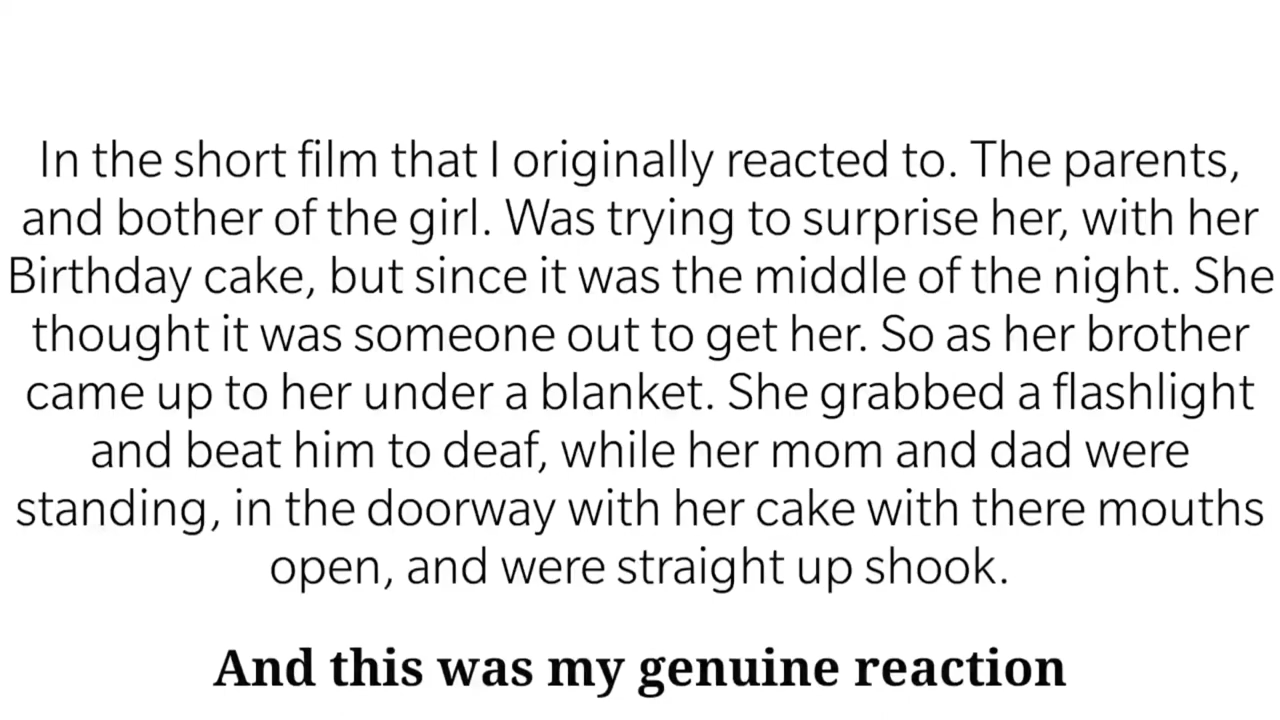 In the short film that I originally reacted to. The parents,
and bother of the girl. Was trying to surprise her, with her
Birthday cake, but since it was the middle of the night. She
thought it was someone out to get her. So as her brother
came up to her under a blanket. She grabbed a flashlight
and beat him to deaf, while her mom and dad were
standing, in the doorway with her cake with there mouths
open, and were straight up shook.
And this was my genuine reaction